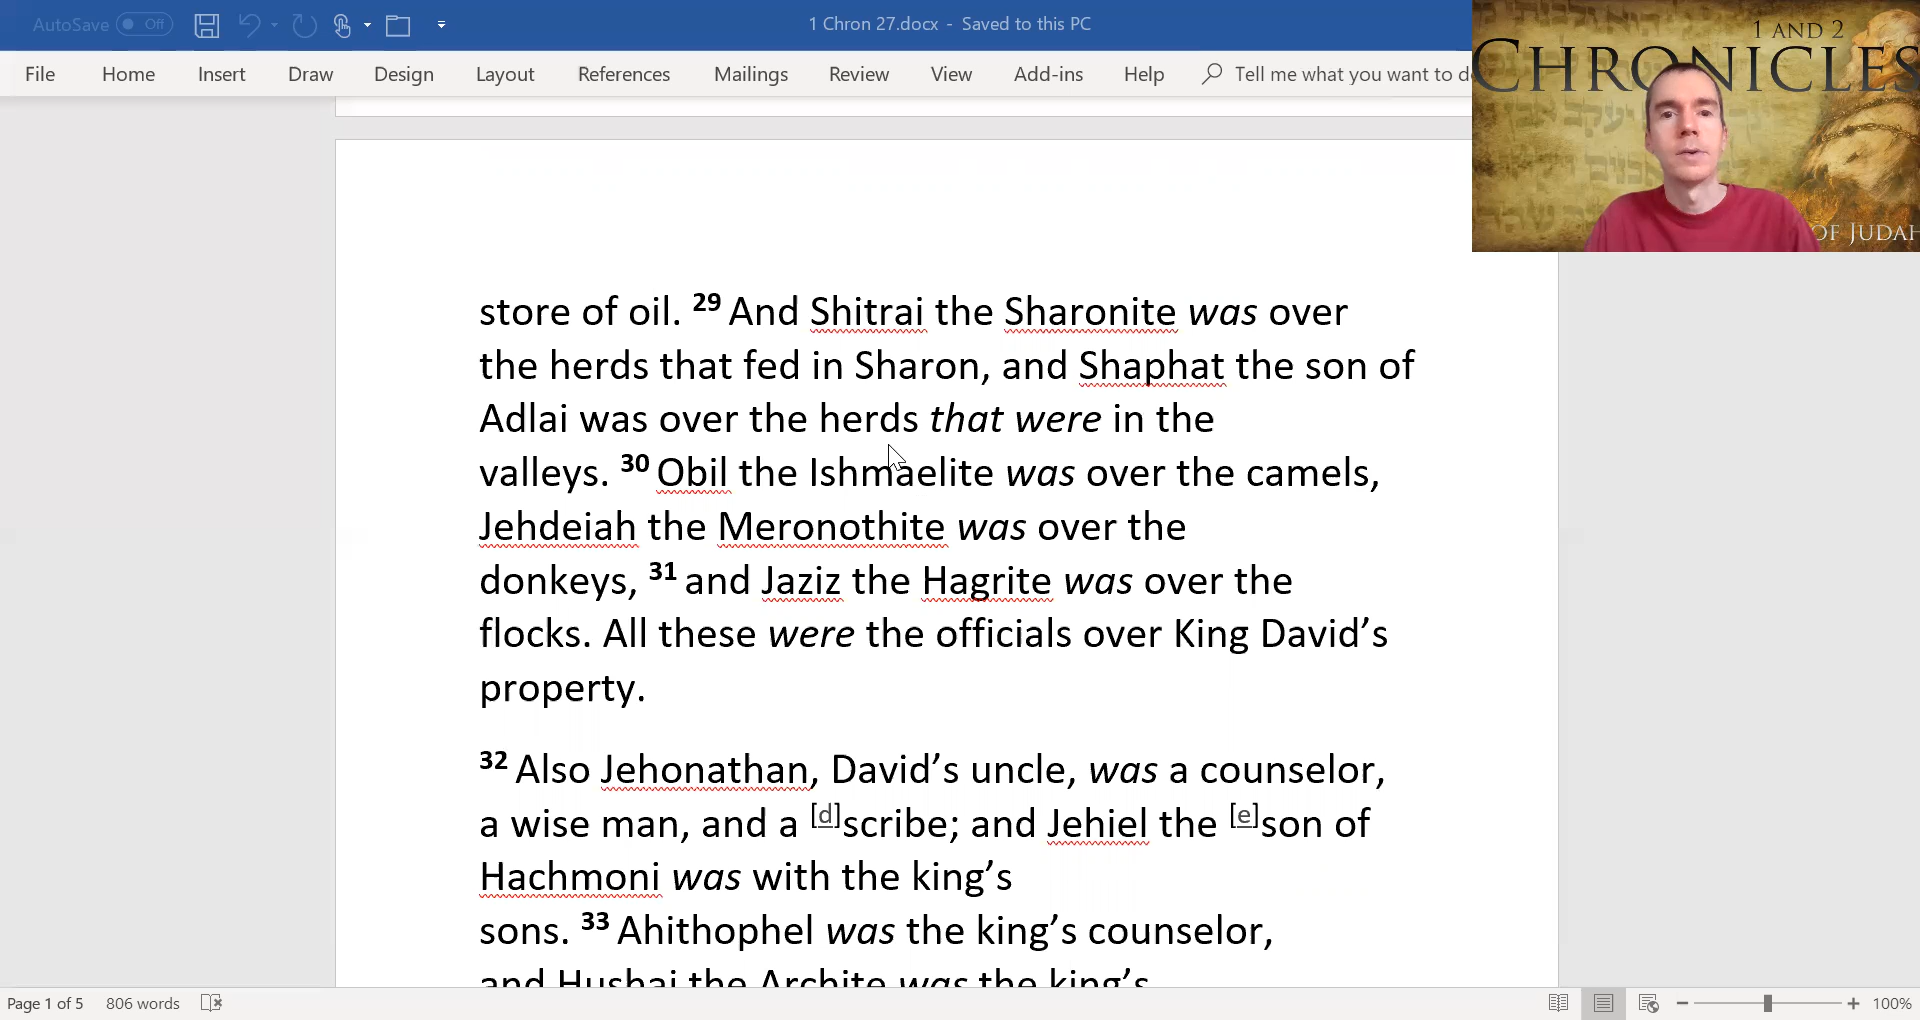 AutoSave Off
1 Chron 27.docx - Saved to this PC
File Home Insert Draw Design Layout References Mailings Review View Add-ins Help Tell me what you want to d
1 AND 2
CHRONICLES
OF JUDAH
store of oil. 29 And Shitrai the Sharonite was over
the herds that fed in Sharon, and Shaphat the son of
Adlai was over the herds that were in the
valleys. 30 Obil the Ishmaelite was over the camels,
Jehdeiah the Meronothite was over the
donkeys, 31 and Jaziz the Hagrite was over the
flocks. All these were the officials over King David’s
property.
32 Also Jehonathan, David’s uncle, was a counselor,
a wise man, and a [d]scribe; and Jehiel the [e]son of
Hachmoni was with the king’s
sons. 33 Ahithophel was the king’s counselor,
and Hushai the Archite was the king’s
Page 1 of 5 806 words
100%